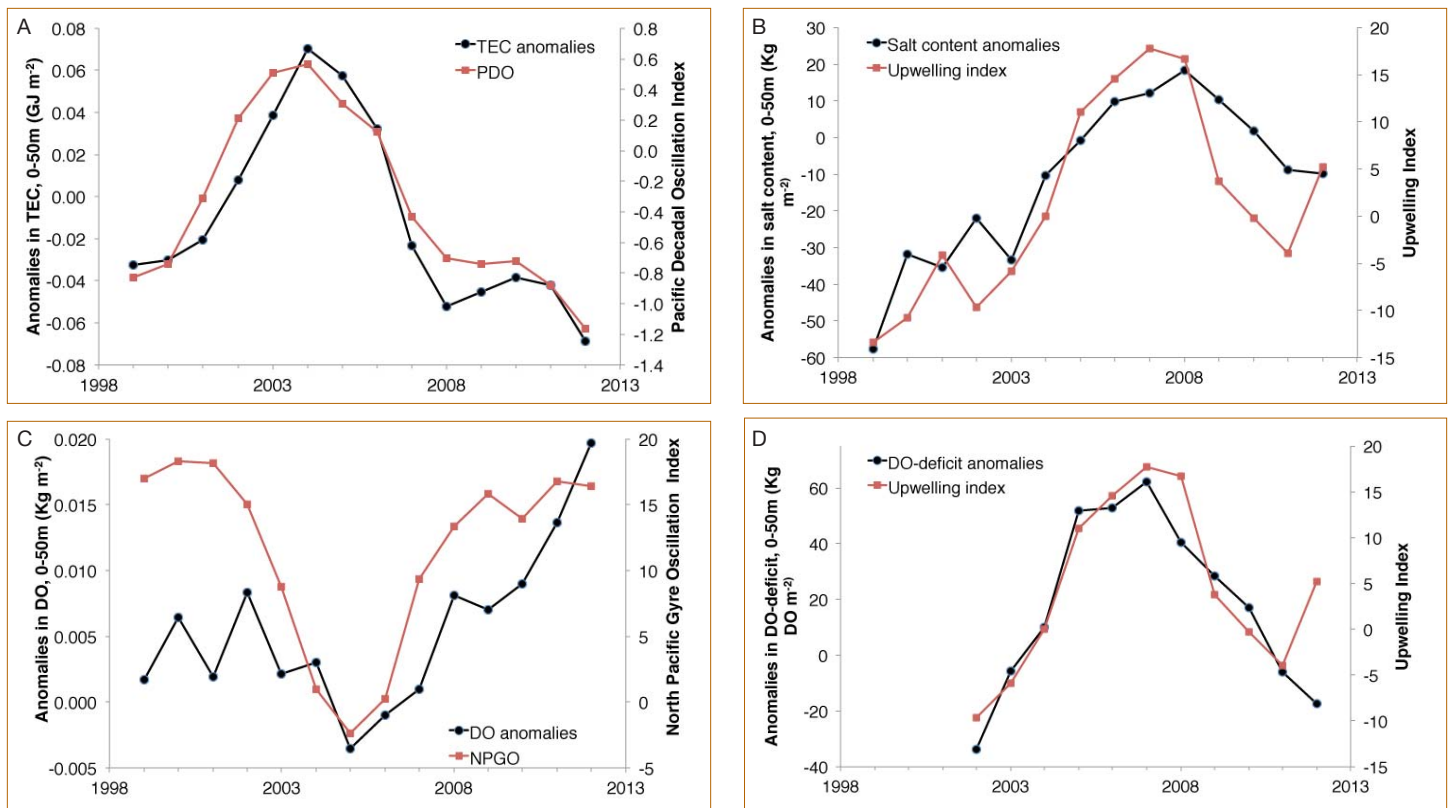 A
Anomalies in TEC, 0-50m (GJ m⁻²)
0.08
0.06
0.04
0.02
0.00
-0.02
-0.04
-0.06
-0.08
TEC anomalies
PDO
0.8
0.6
0.4
0.2
0.0
-0.2
-0.4
-0.6
-0.8
-1.0
-1.2
-1.4
Pacific Decadal Oscillation Index
1998 2003 2008 2013
B
Anomalies in salt content, 0-50m (Kg
m⁻²)
30
20
10
0
-10
-20
-30
-40
-50
-60
Salt content anomalies
Upwelling index
20
15
10
5
0
-5
-10
-15
Upwelling Index
1998 2003 2008 2013
C
Anomalies in DO, 0-50m (Kg m⁻²)
0.020
0.015
0.010
0.005
0.000
-0.005
DO anomalies
NPGO
20
15
10
5
0
-5
North Pacific Gyre Oscillation Index
1998 2003 2008 2013
D
Anomalies in DO-deficit, 0-50m (Kg
DO m⁻²)
60
40
20
0
-20
-40
DO-deficit anomalies
Upwelling index
20
15
10
5
0
-5
-10
-15
Upwelling Index
1998 2003 2008 2013